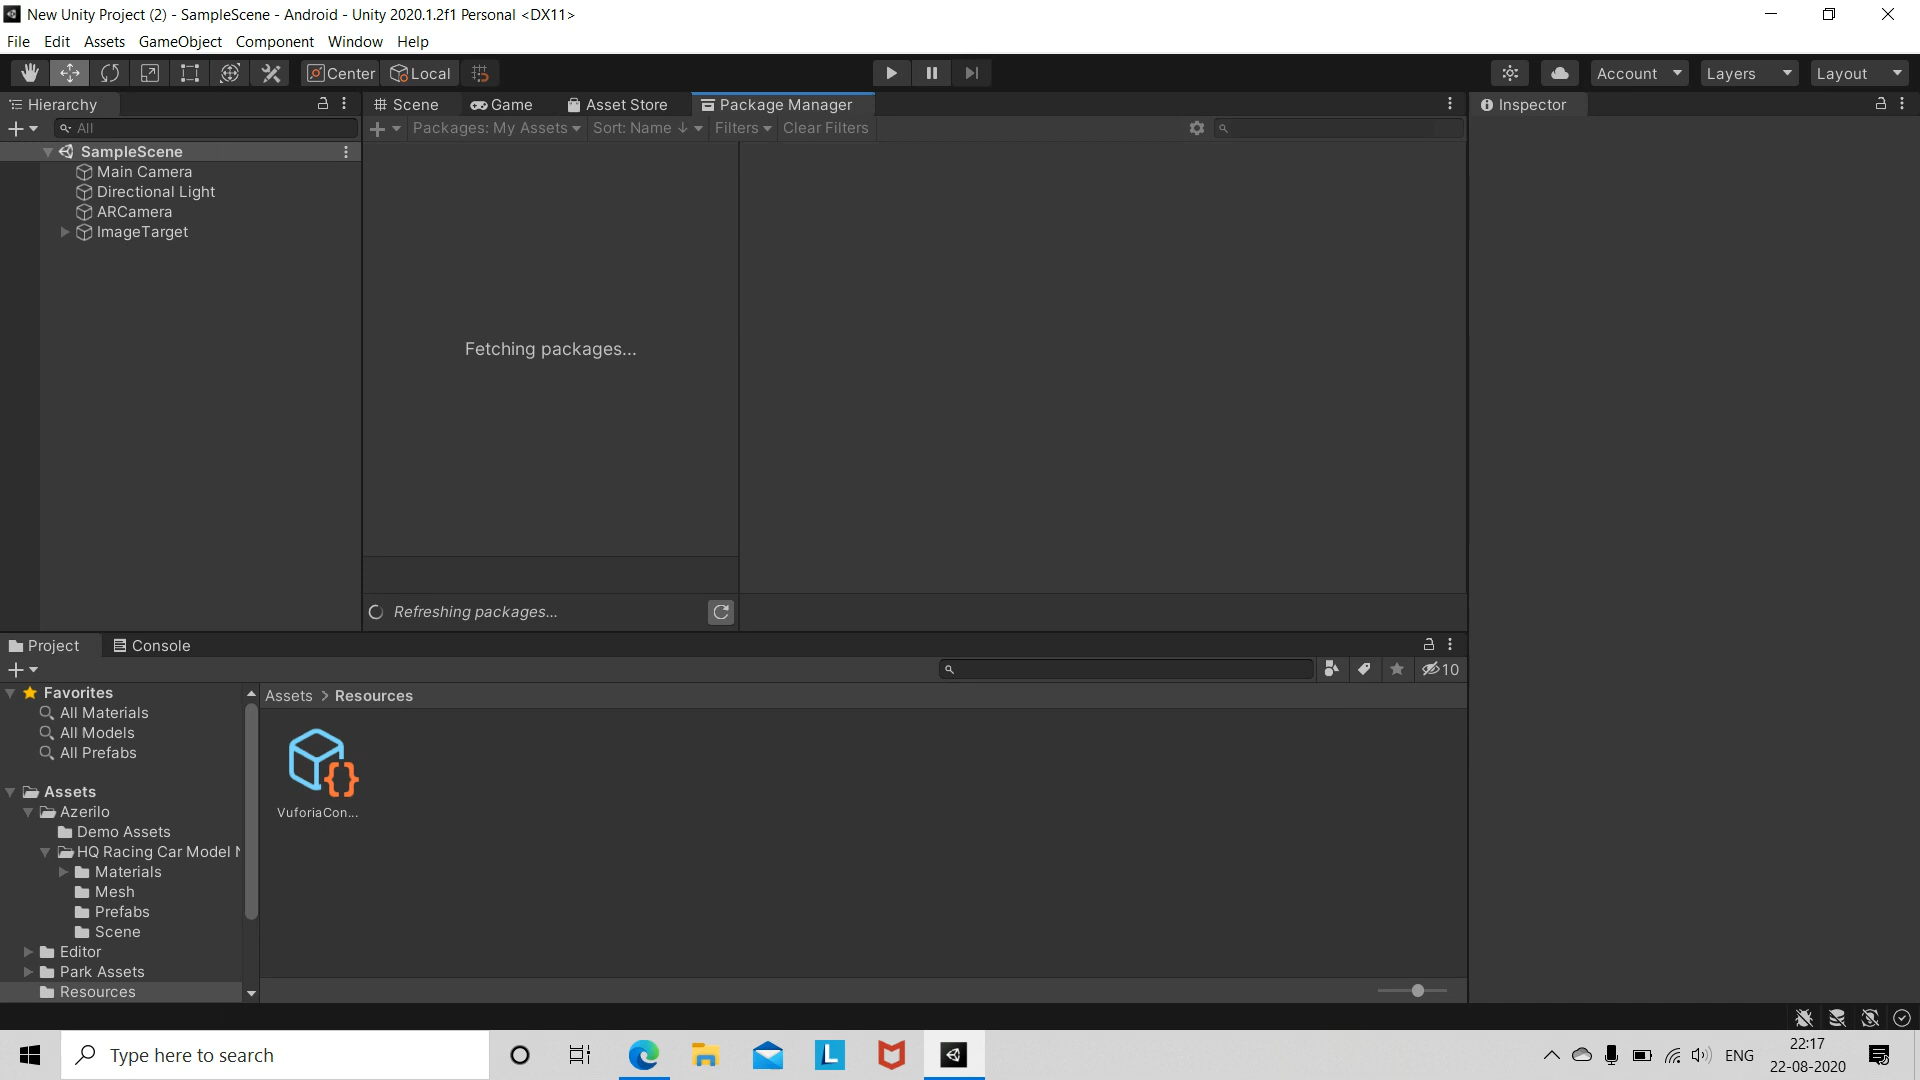 New Unity Project (2) - SampleScene - Android - Unity 2020.1.2f1 Personal <DX11>
File Edit Assets GameObject Component Window Help
Center Local Account Layers Layout
Hierarchy Scene Game Asset Store Package Manager Inspector
All Packages: My Assets Sort: Name ↓ Filters Clear Filters
SampleScene
Main Camera
Directional Light
ARCamera
ImageTarget
Fetching packages...
Refreshing packages...
Project Console
10
Favorites
All Materials
All Models
All Prefabs
Assets
Azerilo
Demo Assets
HQ Racing Car Model N
Materials
Mesh
Prefabs
Scene
Editor
Park Assets
Resources
Assets > Resources
VuforiaCon...
Type here to search
L
ENG
22:17
22-08-2020